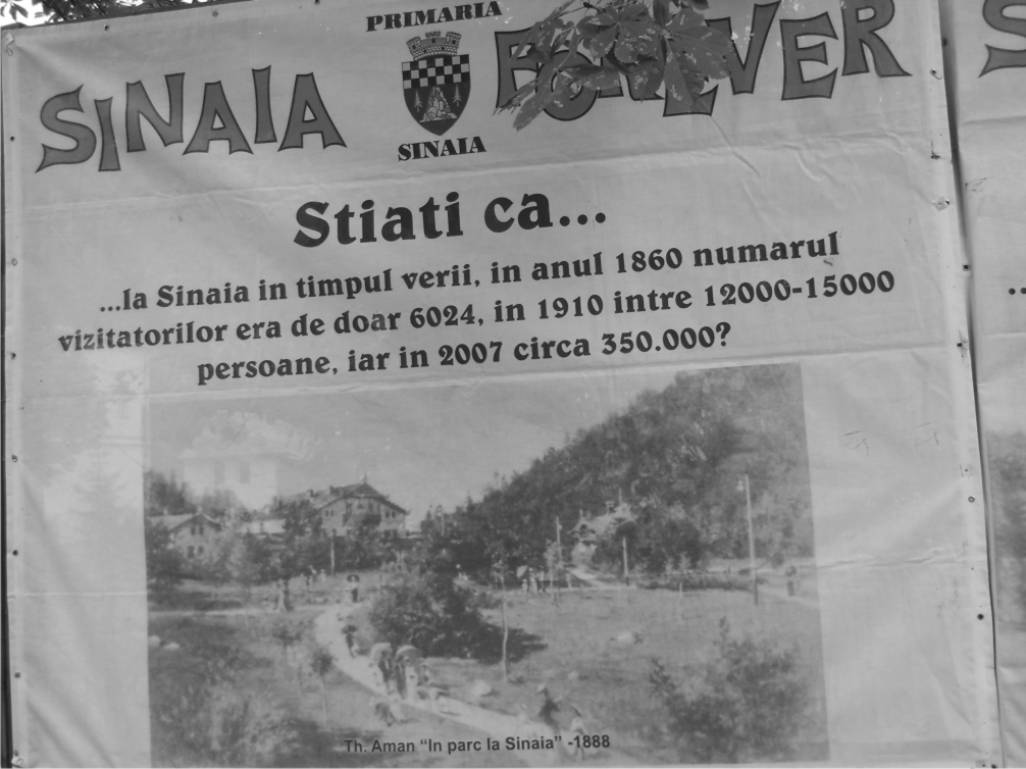 PRIMARIA
SINAIA
SINAIA
Stiati ca...
...la Sinaia in timpul verii, in anul 1860 numarul
vizitatorilor era de doar 6024, in 1910 intre 12000-15000
persoane, iar in 2007 circa 350.000?
Th. Aman "In parc la Sinaia" -1888